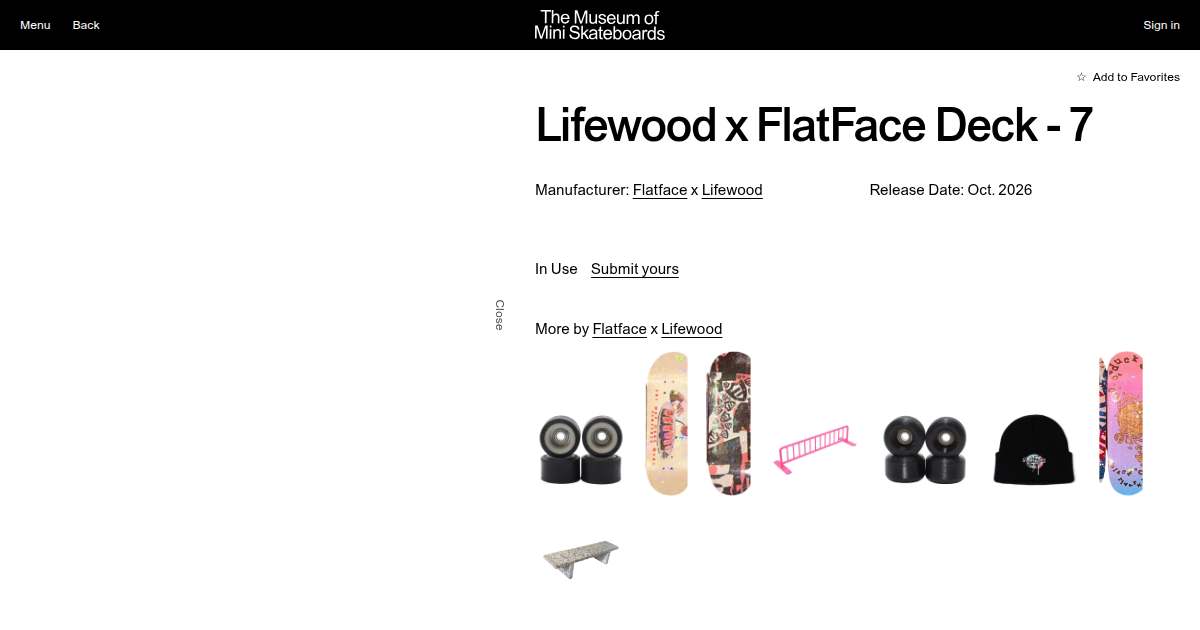 Menu Back
The Museum of
Mini Skateboards
Sign in
☆ Add to Favorites
Lifewood x FlatFace Deck - 7
Manufacturer: Flatface x Lifewood
Release Date: Oct. 2026
In Use Submit yours
Close
More by Flatface x Lifewood